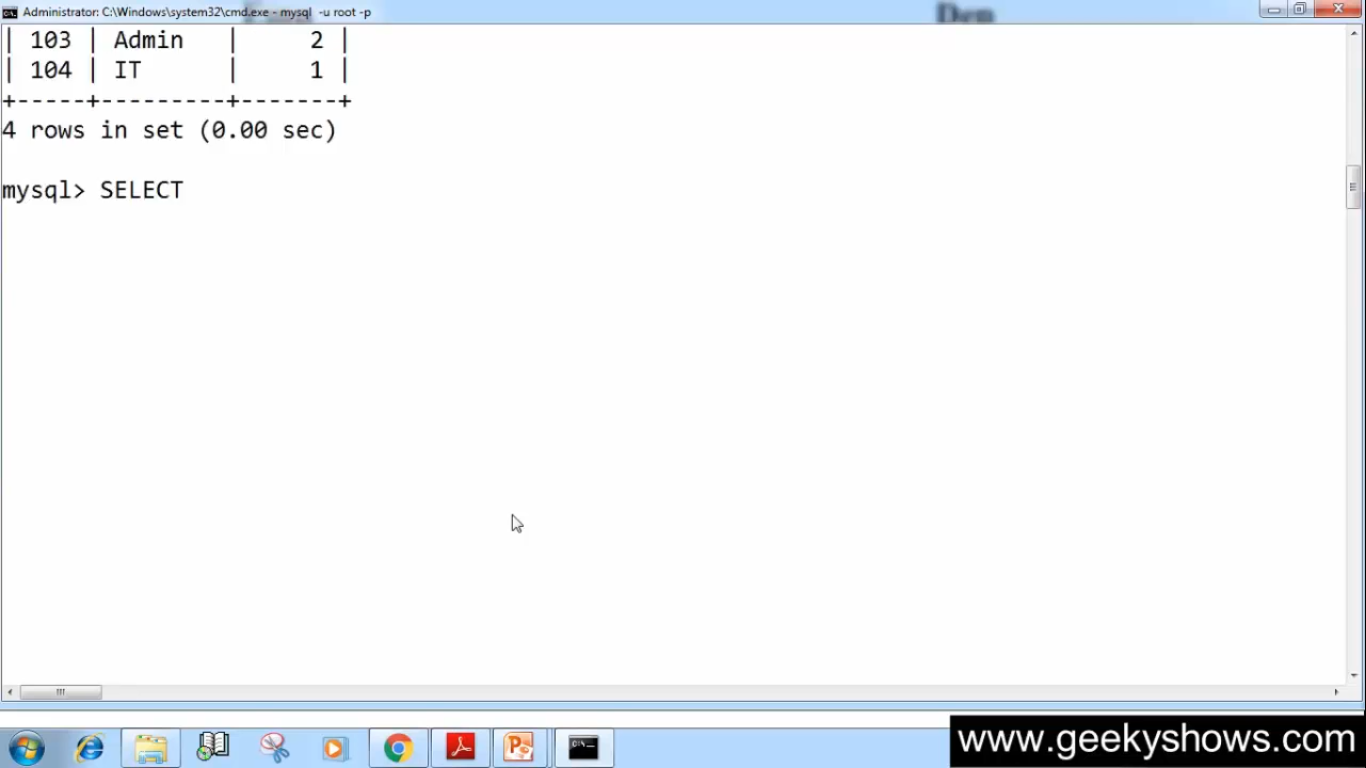 Administrator: C:\Windows\system32\cmd.exe - mysql -u root -p
Den
| 103 | Admin | 2 |
| 104 | IT | 1 |
+-----+---------+-------+
4 rows in set (0.00 sec)
mysql> SELECT
www.geekyshows.com